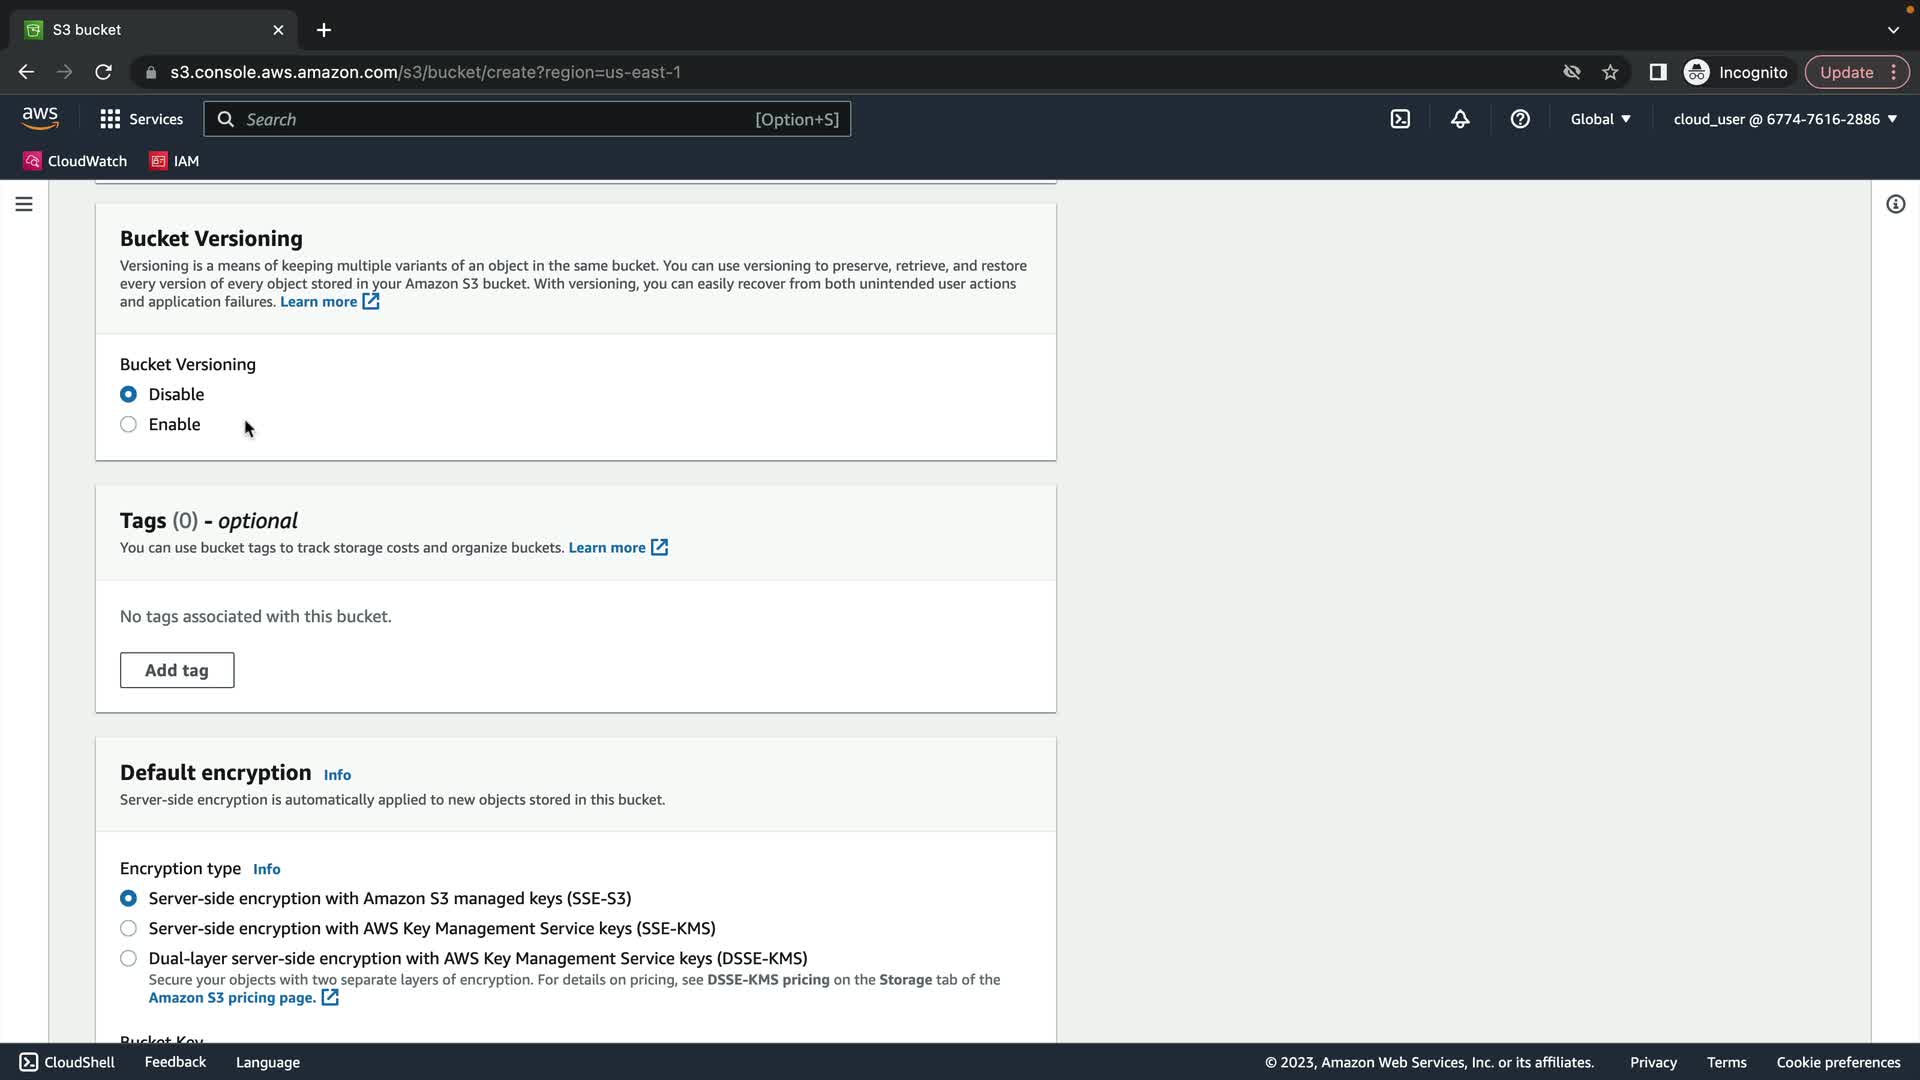 S3 bucket
s3.console.aws.amazon.com/s3/bucket/create?region=us-east-1
Incognito
Update
aws
Services
Search
[Option+S]
Global
cloud_user @ 6774-7616-2886
CloudWatch
IAM
Bucket Versioning
Versioning is a means of keeping multiple variants of an object in the same bucket. You can use versioning to preserve, retrieve, and restore
every version of every object stored in your Amazon S3 bucket. With versioning, you can easily recover from both unintended user actions
and application failures. Learn more
Bucket Versioning
Disable
Enable
Tags (0) - optional
You can use bucket tags to track storage costs and organize buckets. Learn more
No tags associated with this bucket.
Add tag
Default encryption Info
Server-side encryption is automatically applied to new objects stored in this bucket.
Encryption type Info
Server-side encryption with Amazon S3 managed keys (SSE-S3)
Server-side encryption with AWS Key Management Service keys (SSE-KMS)
Dual-layer server-side encryption with AWS Key Management Service keys (DSSE-KMS)
Secure your objects with two separate layers of encryption. For details on pricing, see DSSE-KMS pricing on the Storage tab of the
Amazon S3 pricing page.
Bucket Key
CloudShell
Feedback
Language
© 2023, Amazon Web Services, Inc. or its affiliates.
Privacy
Terms
Cookie preferences